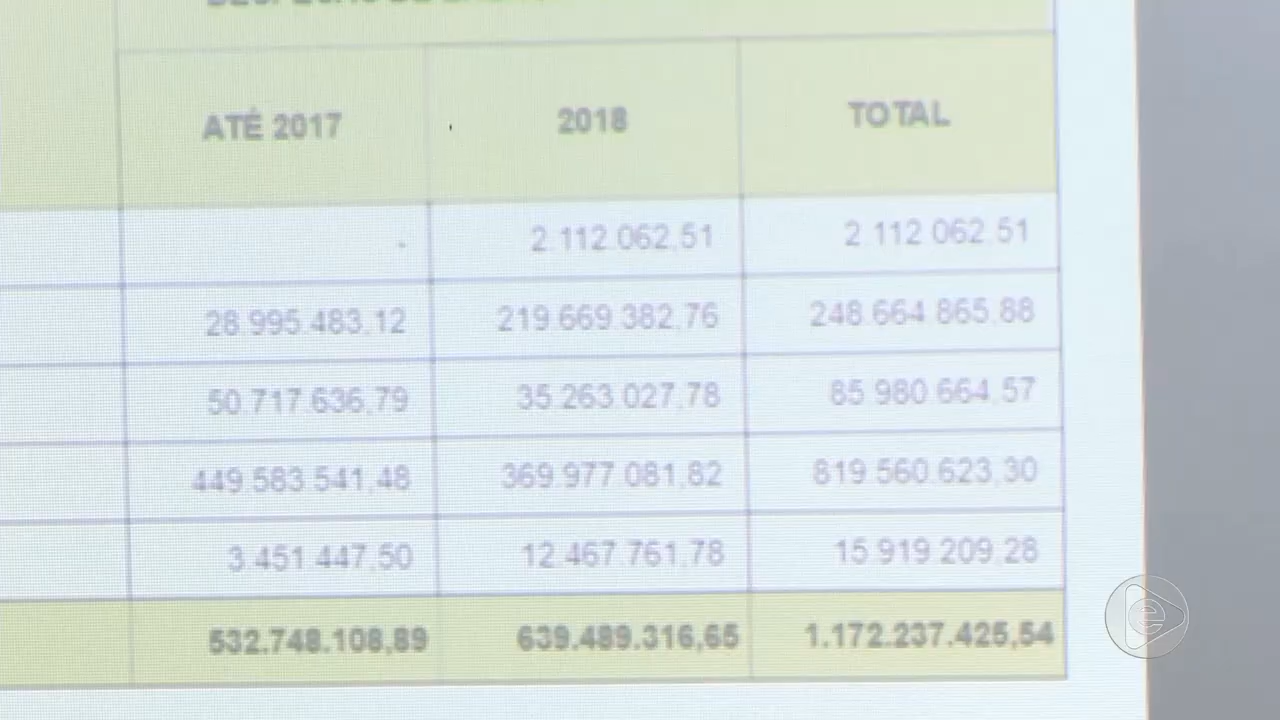 ATÉ 2017 2018 TOTAL
- 2.112.062,51 2.112.062,51
28.995.483,12 219.669.382,76 248.664.865,88
50.717.636,79 35.263.027,78 85.980.664,57
449.583.541,48 369.977.081,82 819.560.623,30
3.451.447,50 12.467.761,78 15.919.209,28
532.748.108,89 639.489.316,65 1.172.237.425,54
e